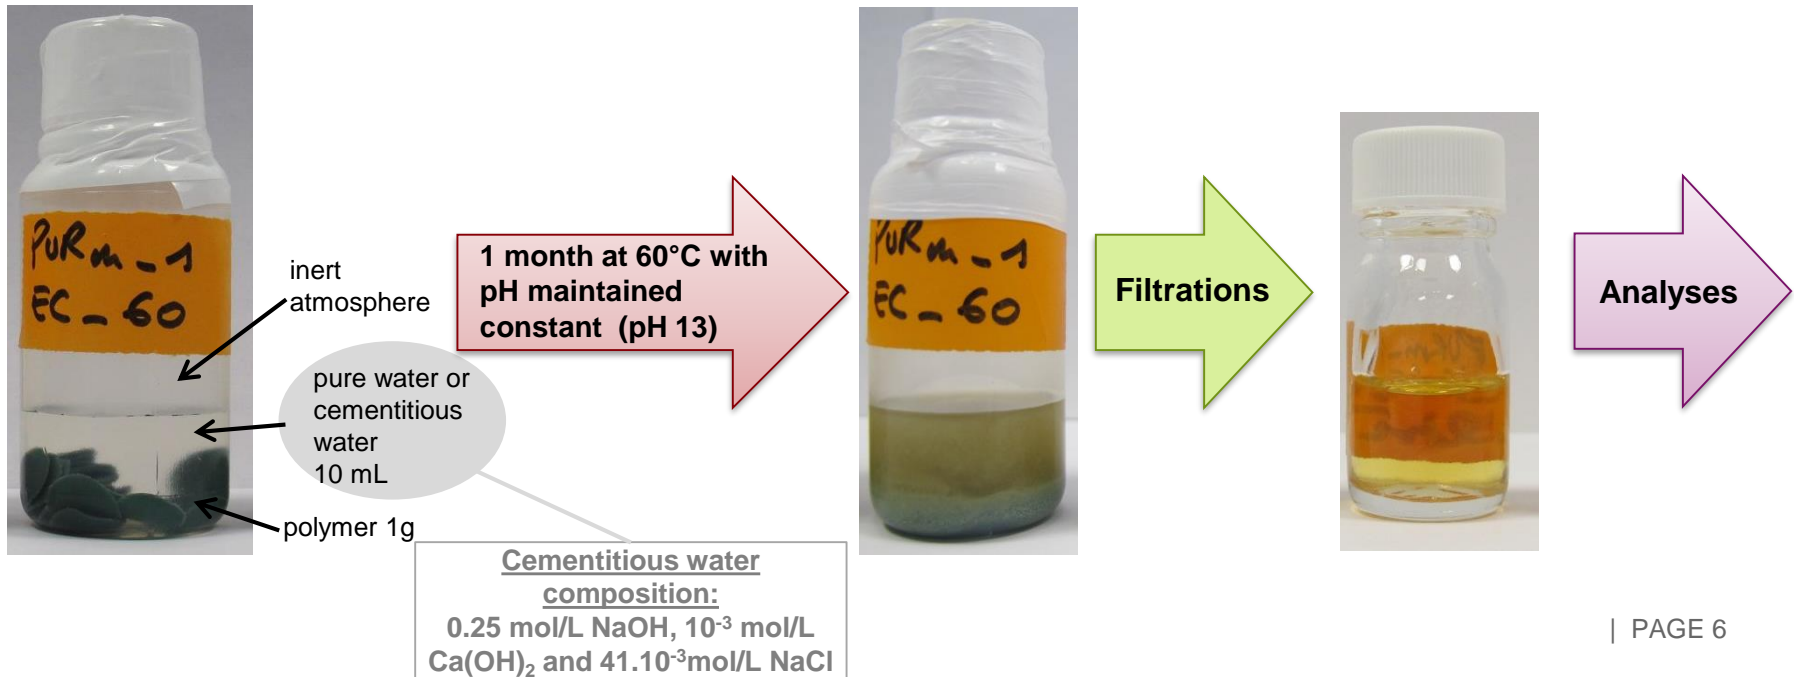 PURm_1
EC_60
inert
atmosphere
pure water or
cementitious
water
10 mL
polymer 1g
1 month at 60°C with
pH maintained
constant (pH 13)
Cementitious water
composition:
0.25 mol/L NaOH, 10⁻³ mol/L
Ca(OH)₂ and 41.10⁻³mol/L NaCl
PURm_1
EC_60
Filtrations
Analyses
| PAGE 6